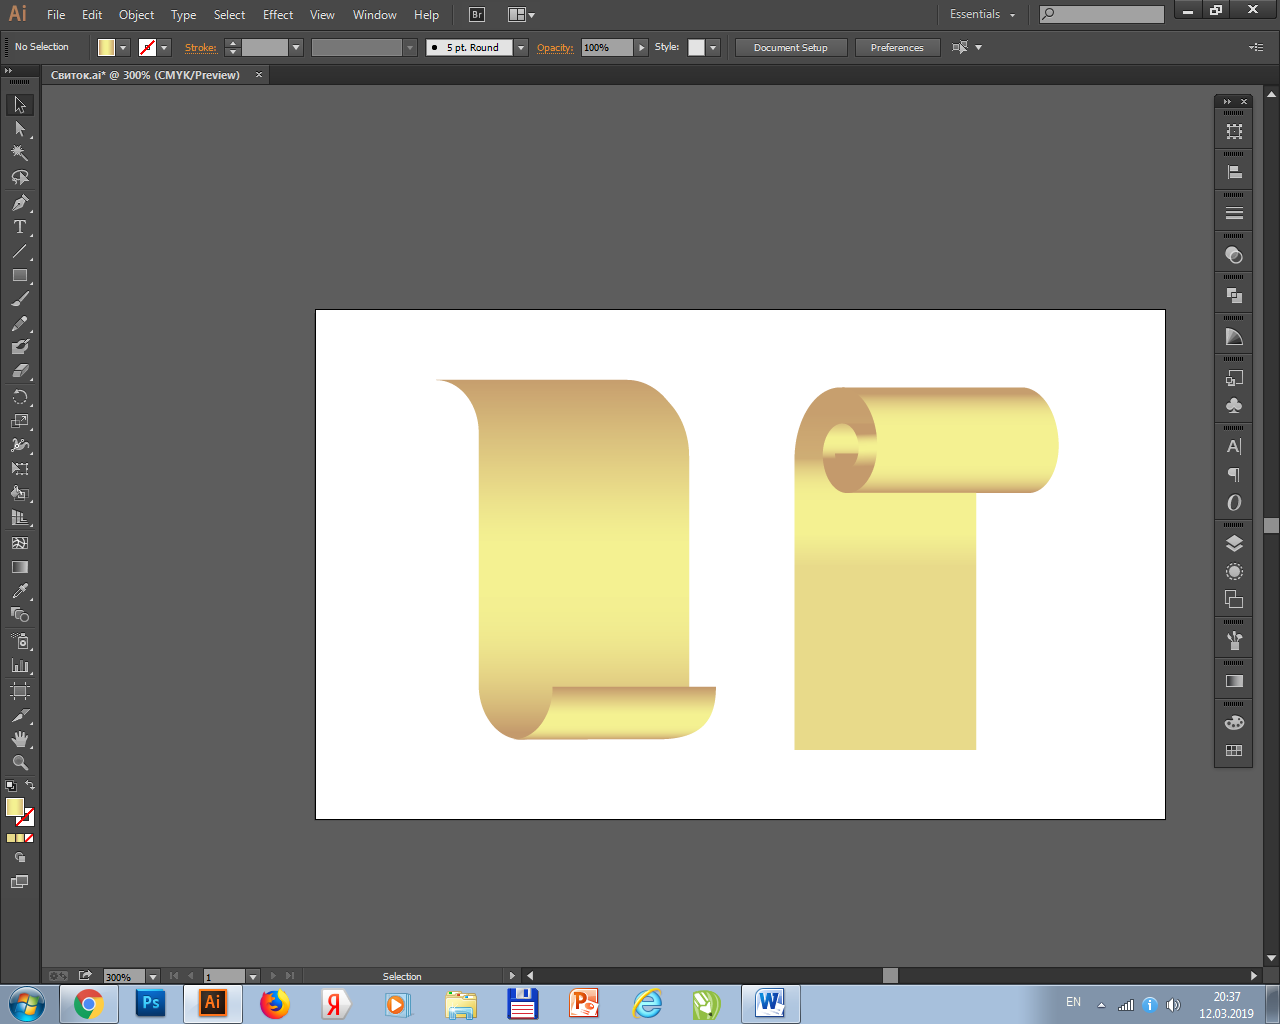 Ai File Edit Object Type Select Effect View Window Help Br Essentials
No Selection Stroke: 5 pt. Round Opacity: 100% Style: Document Setup Preferences
Свиток.ai* @ 300% (CMYK/Preview) ×
300% 1 Selection
Ps Ai Я P W EN 20:37
12.03.2019